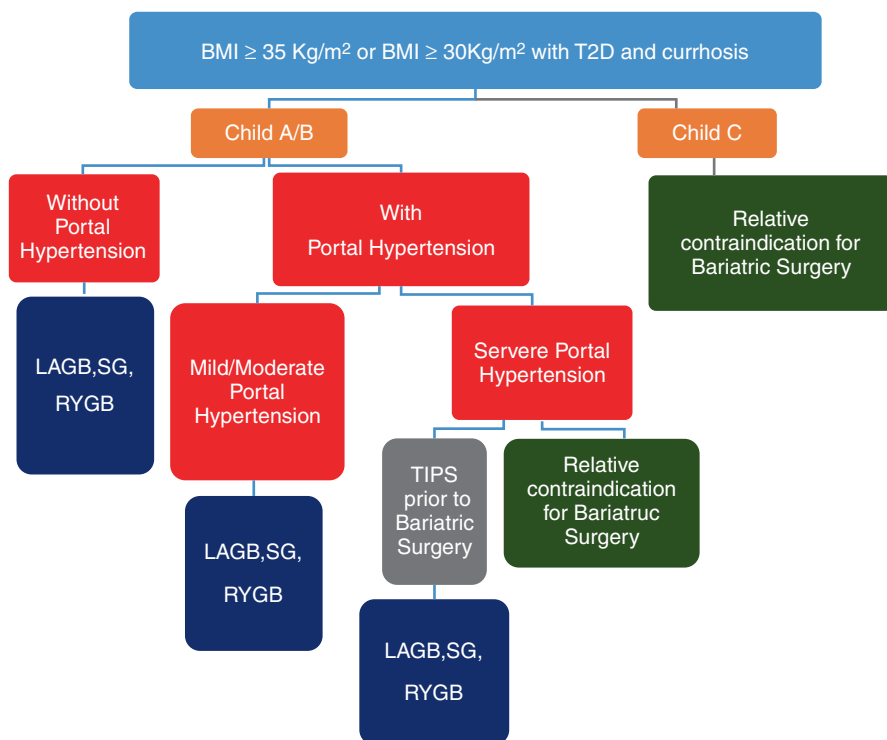 BMI ≥ 35 Kg/m² or BMI ≥ 30Kg/m² with T2D and currhosis
Child A/B
Child C
Without
Portal
Hypertension
With
Portal Hypertension
Relative
contraindication for
Bariatric Surgery
LAGB,SG,
RYGB
Mild/Moderate
Portal
Hypertension
Servere Portal
Hypertension
LAGB,SG,
RYGB
TIPS
prior to
Bariatric
Surgery
Relative
contraindication
for Bariatruc
Surgery
LAGB,SG,
RYGB